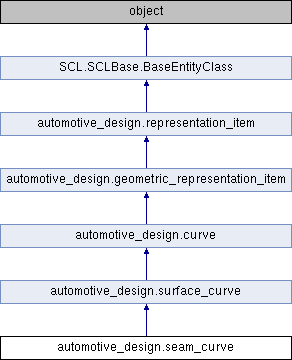 object
SCL.SCLBase.BaseEntityClass
automotive_design.representation_item
automotive_design.geometric_representation_item
automotive_design.curve
automotive_design.surface_curve
automotive_design.seam_curve